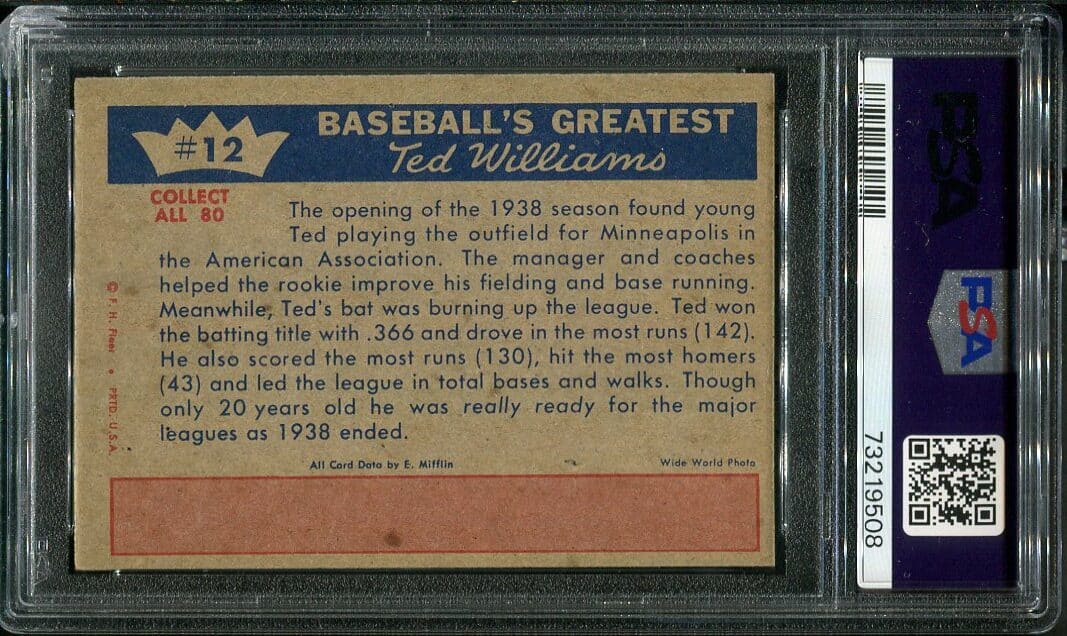 #12
BASEBALL'S GREATEST
Ted Williams
COLLECT
ALL 80
The opening of the 1938 season found young
Ted playing the outfield for Minneapolis in
the American Association. The manager and coaches
helped the rookie improve his fielding and base running.
Meanwhile, Ted's bat was burning up the league. Ted won
the batting title with .366 and drove in the most runs (142).
He also scored the most runs (130), hit the most homers
(43) and led the league in total bases and walks. Though
only 20 years old he was really ready for the major
leagues as 1938 ended.
All Card Data by E. Mifflin
Wide World Photo
© F. H. Fleer • PRTD: U.S.A.
PSA
PSA
73219508